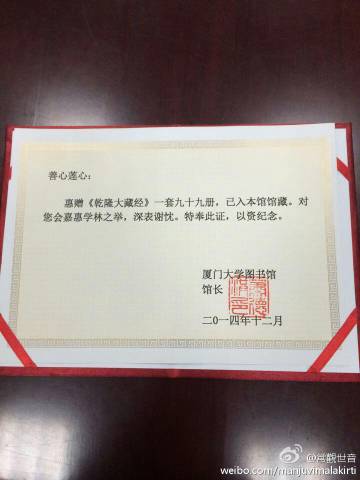 善心莲心：
惠赠《乾隆大藏经》一套九十九册，已入本馆馆藏。对
您会嘉惠学林之举，深表谢忱。特奉此证，以资纪念。
厦门大学图书馆
馆长
二〇一四年十二月
@常觀世音
weibo.com/manjuvimalakirti